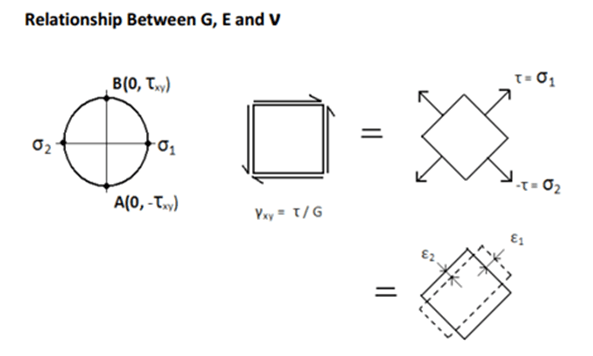 Relationship Between G, E and ν
B(0, τxy)
σ2
σ1
A(0, -τxy)
γxy = τ / G
=
τ = σ1
-τ = σ2
=
ε2
ε1